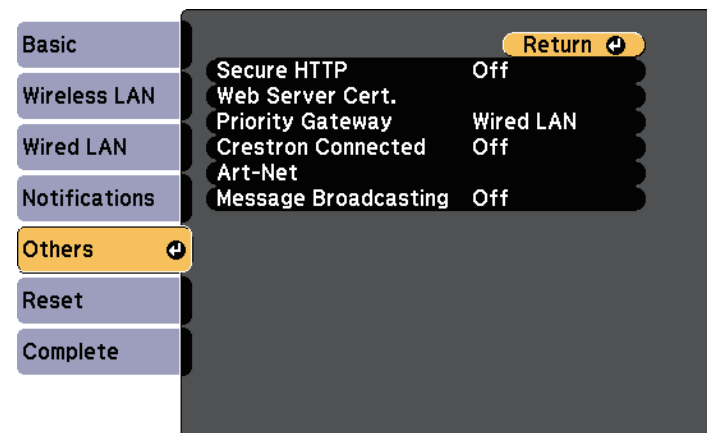 Basic
Wireless LAN
Wired LAN
Notifications
Others
Reset
Complete
Return
Secure HTTP Off
Web Server Cert.
Priority Gateway Wired LAN
Crestron Connected Off
Art-Net
Message Broadcasting Off